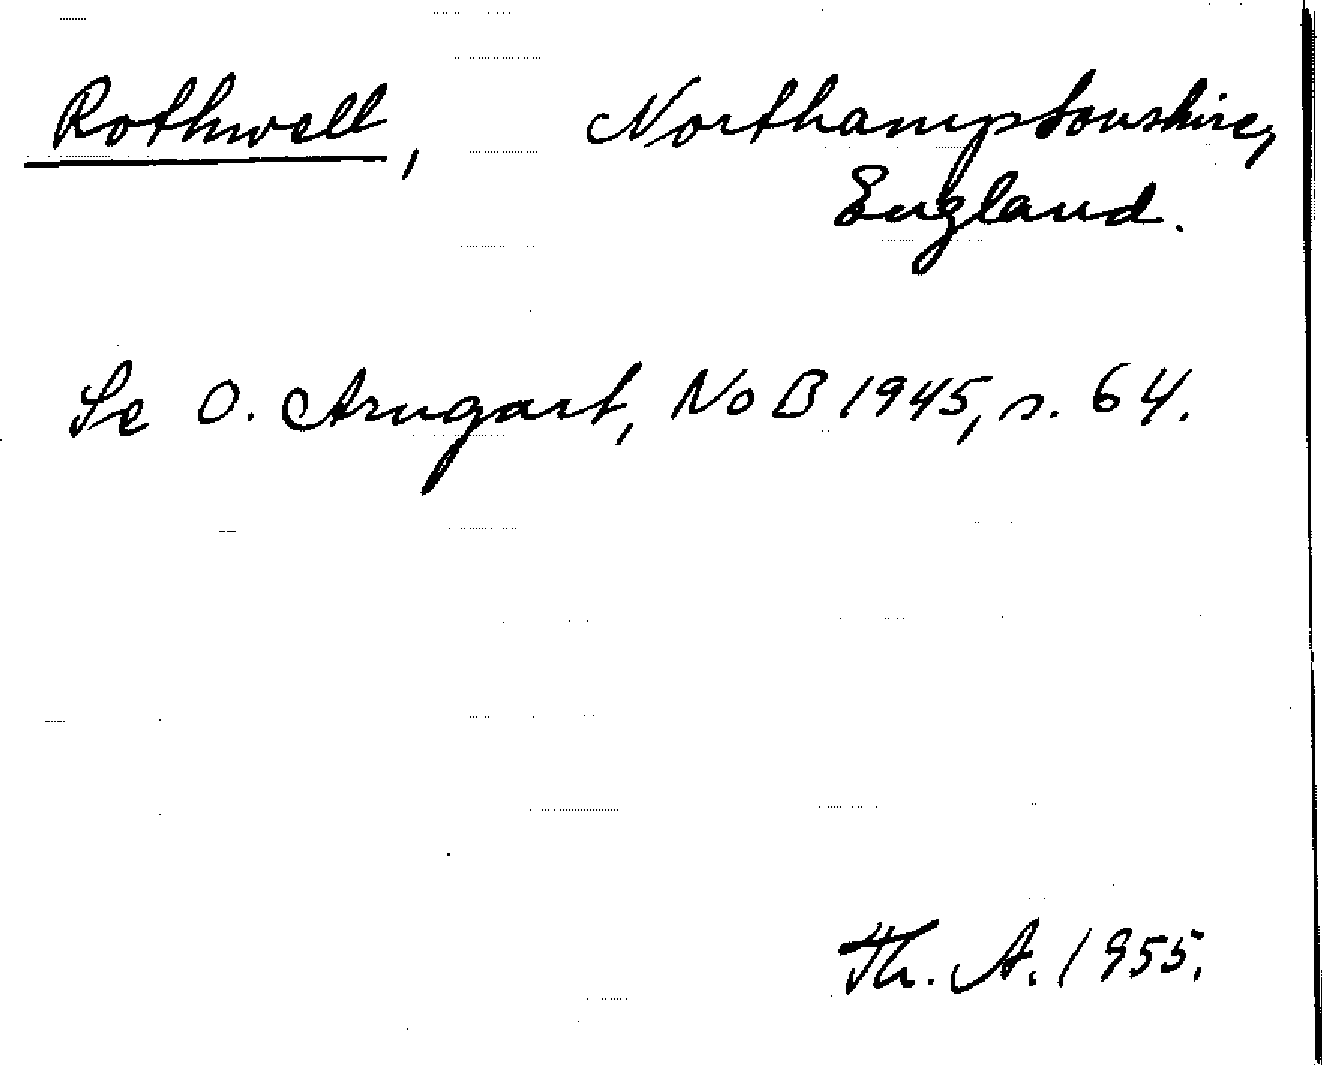 Rothwell, Northamptonshire,
England.
Se O. Arngart, NoB 1945, s. 64.
Th. A. 1955.